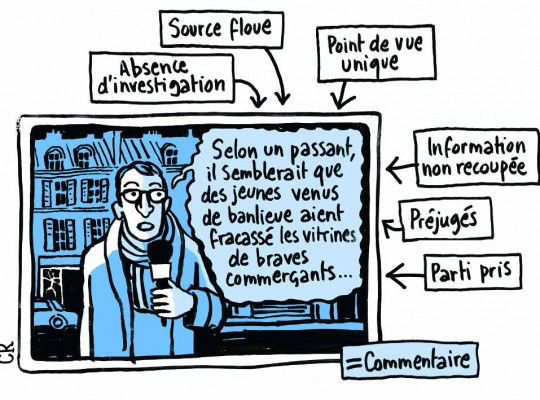 Source floue
Point de vue
unique
Absence
d'investigation
Selon un passant,
il semblerait que
des jeunes venus
de banlieue aient
fracassé les vitrines
de braves
commerçants...
Information
non recoupée
Préjugés
Parti pris
=Commentaire
CR